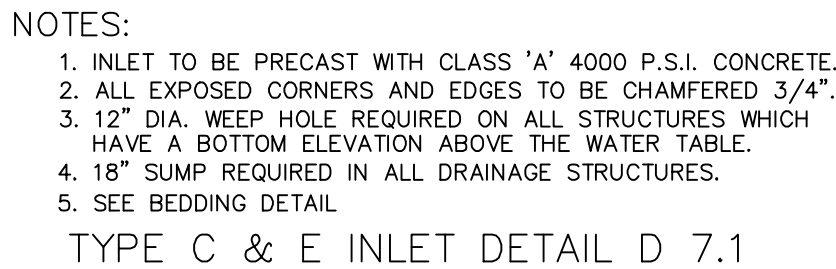 NOTES:
1. INLET TO BE PRECAST WITH CLASS 'A' 4000 P.S.I. CONCRETE.
2. ALL EXPOSED CORNERS AND EDGES TO BE CHAMFERED 3/4".
3. 12" DIA. WEEP HOLE REQUIRED ON ALL STRUCTURES WHICH
HAVE A BOTTOM ELEVATION ABOVE THE WATER TABLE.
4. 18" SUMP REQUIRED IN ALL DRAINAGE STRUCTURES.
5. SEE BEDDING DETAIL
TYPE C & E INLET DETAIL D 7.1